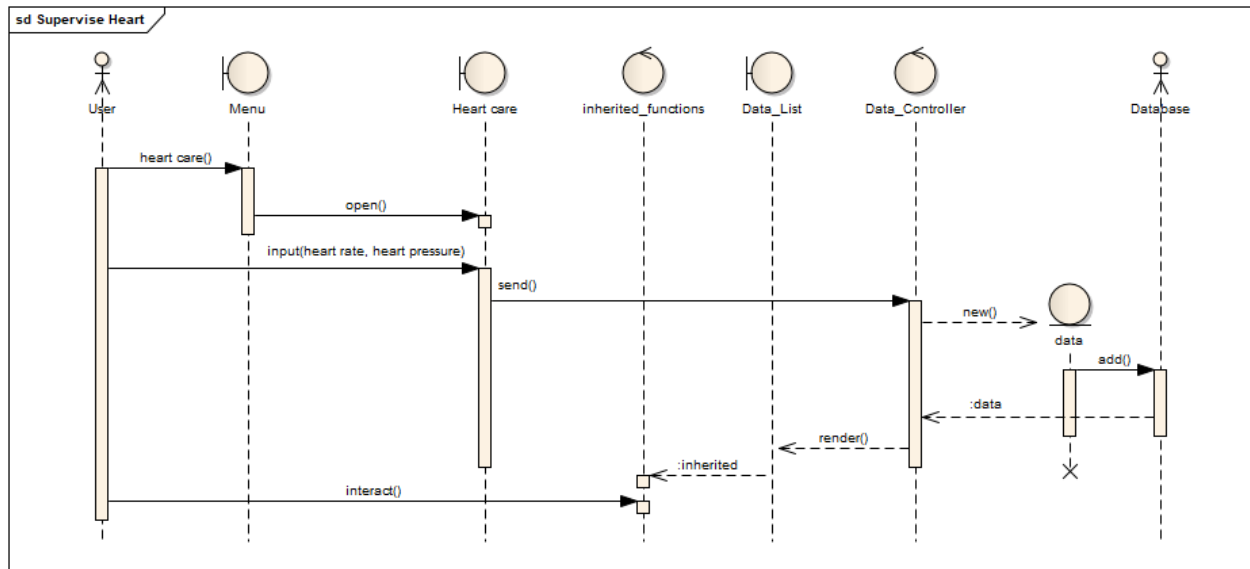 sd Supervise Heart
User
Menu
Heart care
inherited_functions
Data_List
Data_Controller
Database
heart care()
open()
input(heart rate, heart pressure)
send()
new()
data
add()
:data
render()
:inherited
interact()